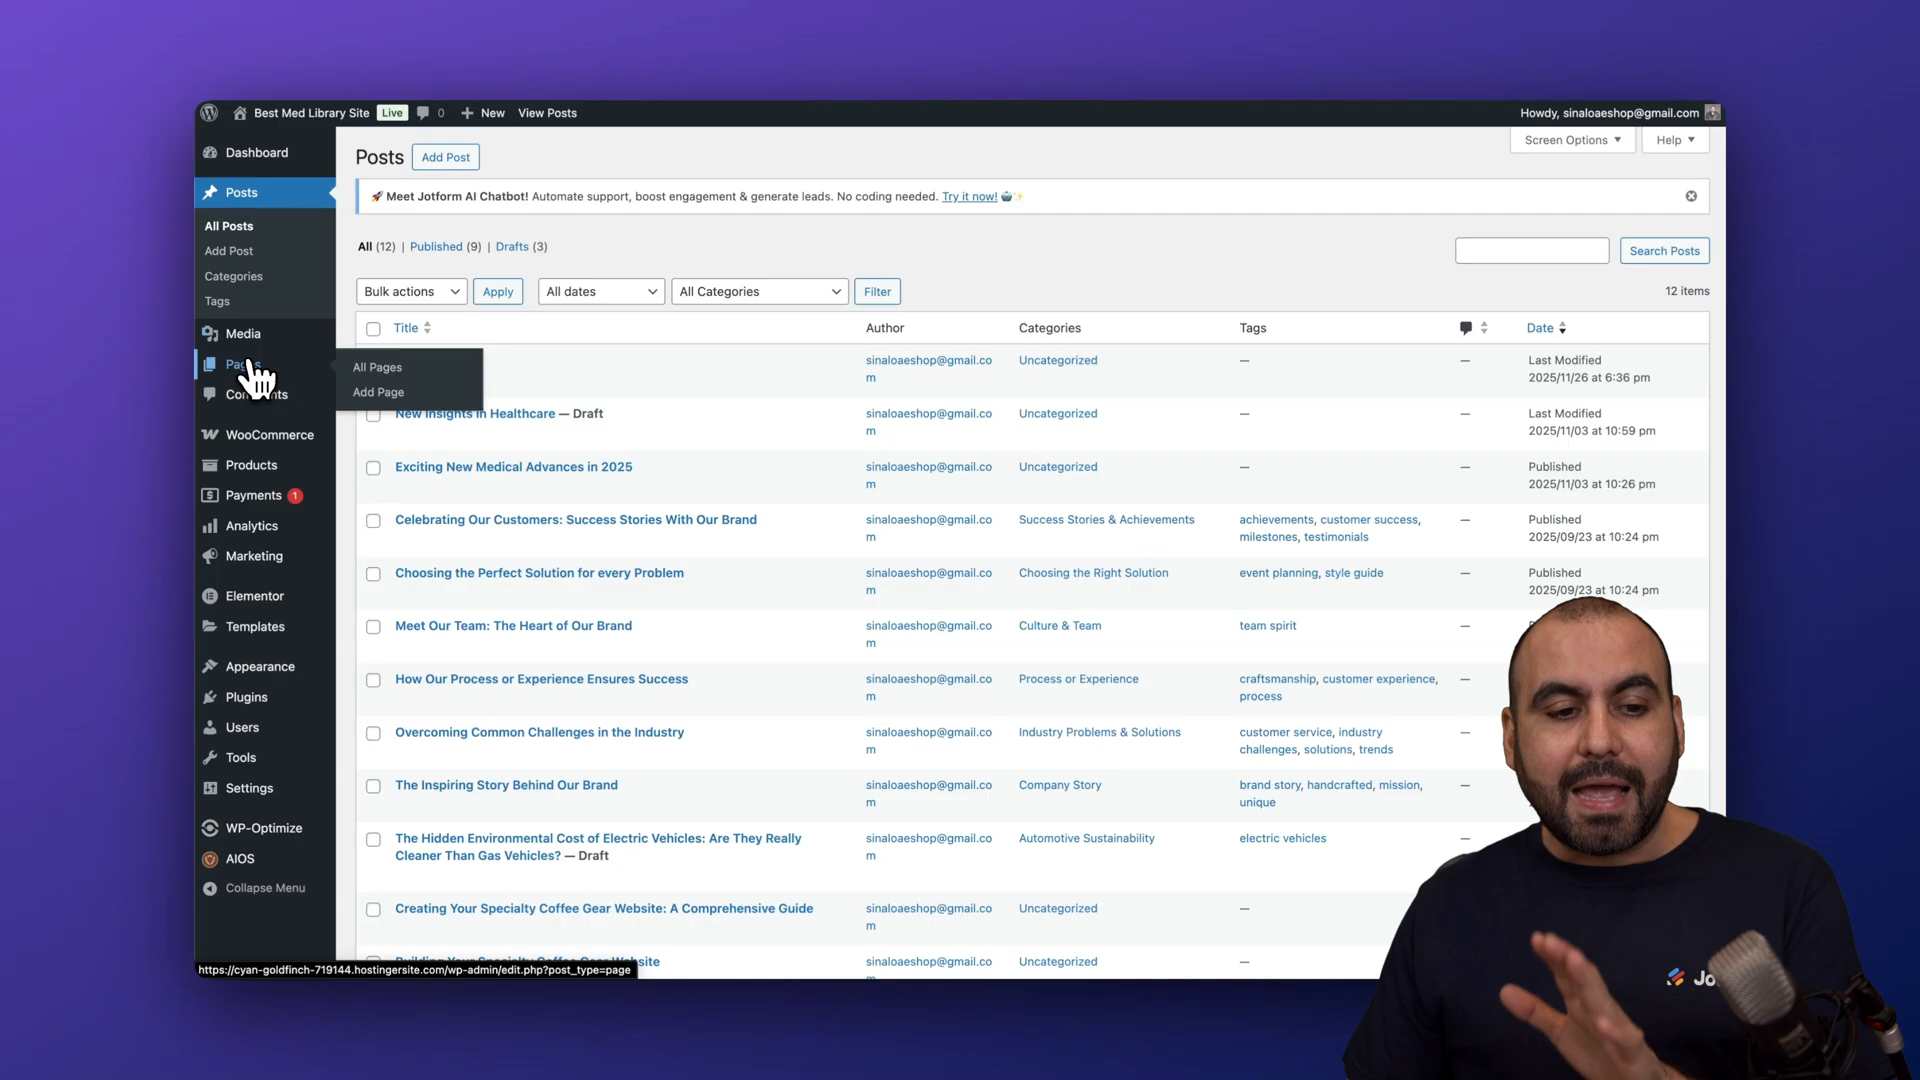 Best Med Library Site Live 0 New View Posts
Howdy, sinaloaeshop@gmail.com
Screen Options Help
Dashboard
Posts
All Posts
Add Post
Categories
Tags
Media
Pages
WooCommerce
Products
Payments 1
Analytics
Marketing
Elementor
Templates
Appearance
Plugins
Users
Tools
Settings
WP-Optimize
AIOS
Collapse Menu
All Pages
Add Page
Posts Add Post
🚀 Meet Jotform AI Chatbot! Automate support, boost engagement & generate leads. No coding needed. Try it now! 🤖✨
All (12) | Published (9) | Drafts (3)
Search Posts
Bulk actions Apply All dates All Categories Filter
12 items
Title Author Categories Tags Date
sinaloaeshop@gmail.co Uncategorized — — Last Modified
m 2025/11/26 at 6:36 pm
New Insights in Healthcare — Draft sinaloaeshop@gmail.co Uncategorized — — Last Modified
m 2025/11/03 at 10:59 pm
Exciting New Medical Advances in 2025 sinaloaeshop@gmail.co Uncategorized — — Published
m 2025/11/03 at 10:26 pm
Celebrating Our Customers: Success Stories With Our Brand sinaloaeshop@gmail.co Success Stories & Achievements achievements, customer success, — Published
m milestones, testimonials 2025/09/23 at 10:24 pm
Choosing the Perfect Solution for every Problem sinaloaeshop@gmail.co Choosing the Right Solution event planning, style guide — Published
m 2025/09/23 at 10:24 pm
Meet Our Team: The Heart of Our Brand sinaloaeshop@gmail.co Culture & Team team spirit —
m
How Our Process or Experience Ensures Success sinaloaeshop@gmail.co Process or Experience craftsmanship, customer experience, —
m process
Overcoming Common Challenges in the Industry sinaloaeshop@gmail.co Industry Problems & Solutions customer service, industry —
m challenges, solutions, trends
The Inspiring Story Behind Our Brand sinaloaeshop@gmail.co Company Story brand story, handcrafted, mission, —
m unique
The Hidden Environmental Cost of Electric Vehicles: Are They Really sinaloaeshop@gmail.co Automotive Sustainability electric vehicles —
Cleaner Than Gas Vehicles? — Draft m
Creating Your Specialty Coffee Gear Website: A Comprehensive Guide sinaloaeshop@gmail.co Uncategorized —
m
Building Your Specialty Coffee Gear Website sinaloaeshop@gmail.co Uncategorized —
https://cyan-goldfinch-719144.hostingersite.com/wp-admin/edit.php?post_type=page